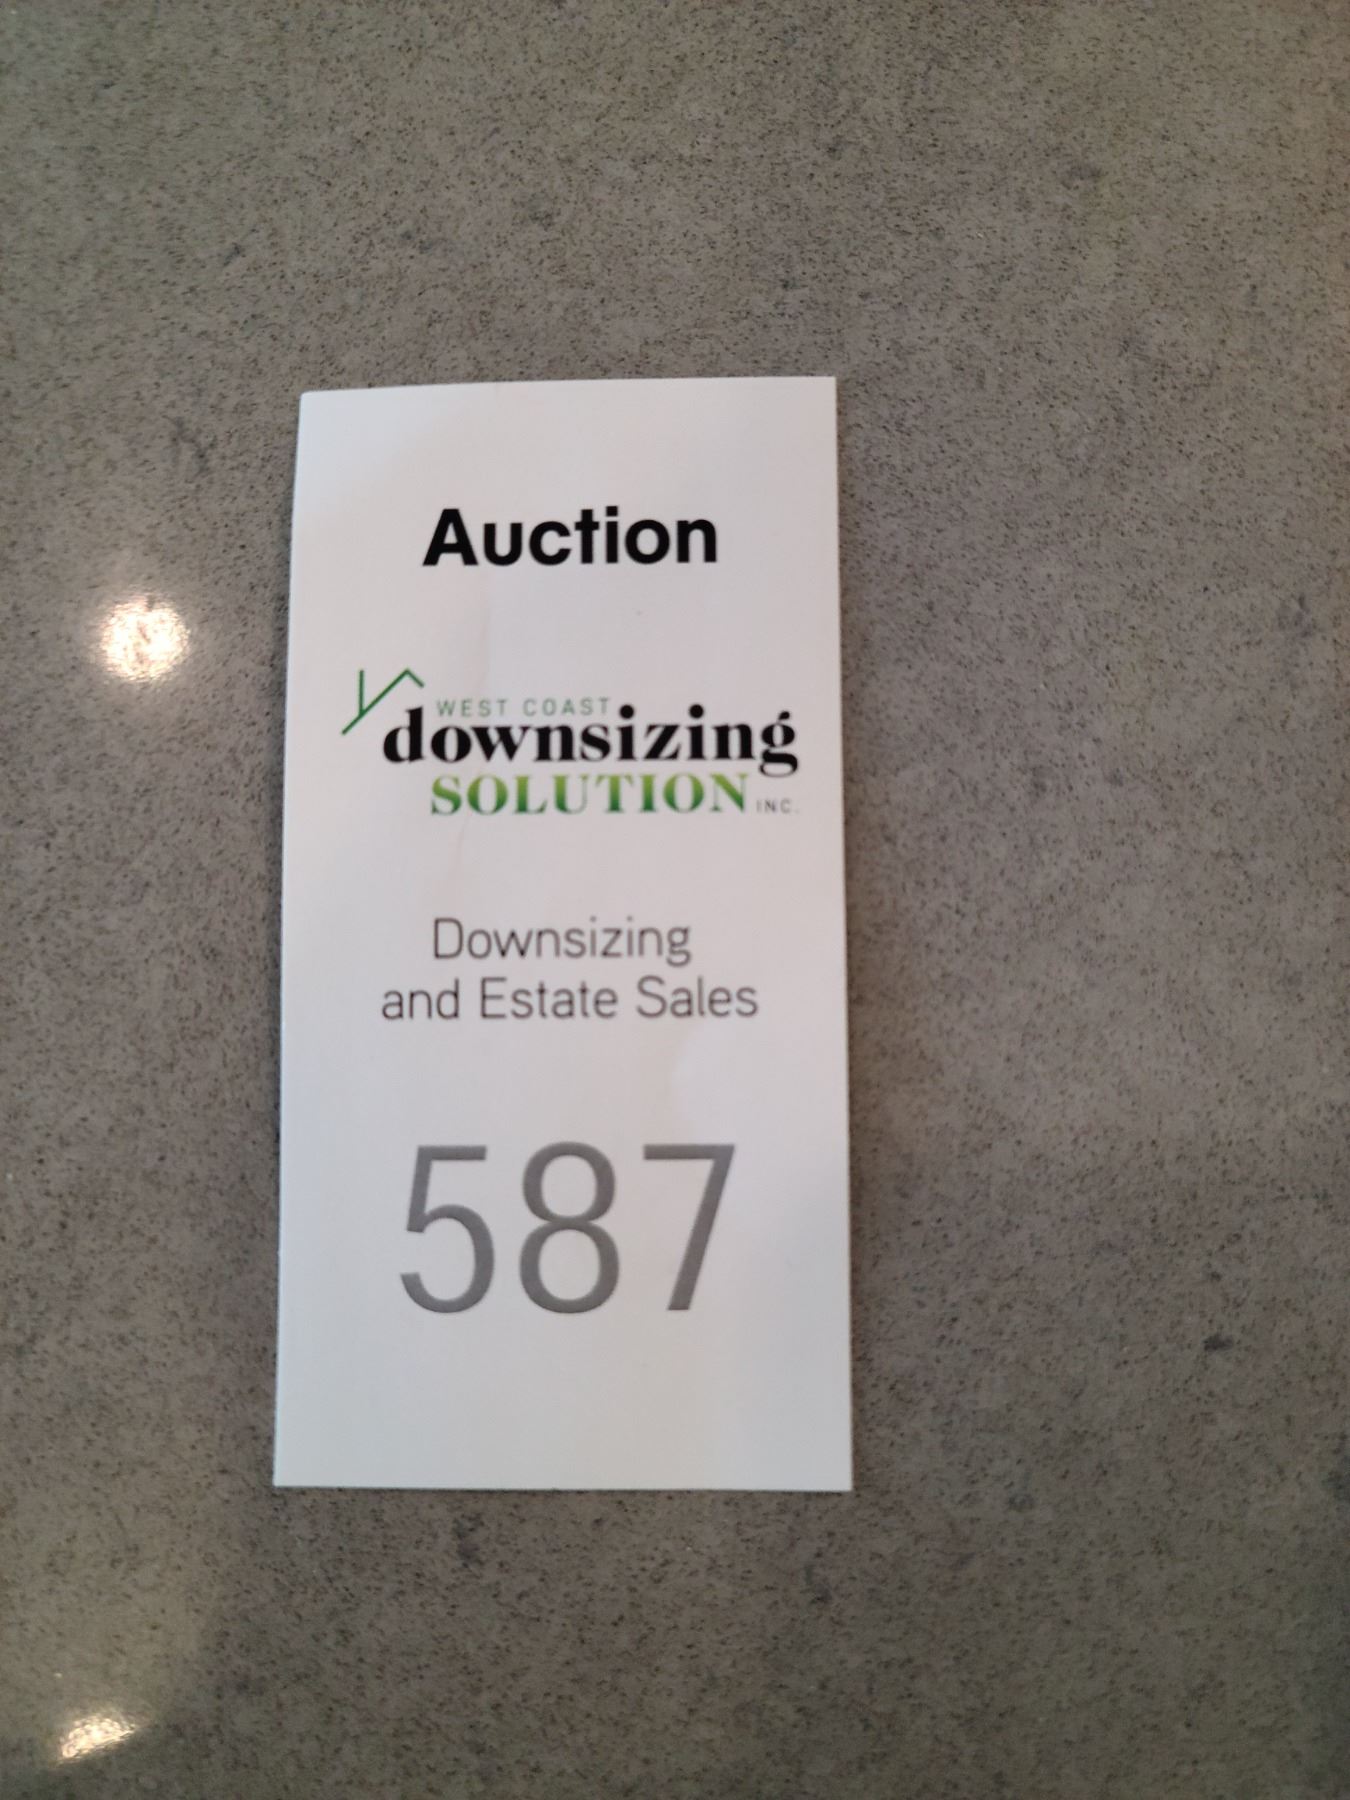 Auction
WEST COAST
downsizing
SOLUTION INC.
Downsizing
and Estate Sales
587